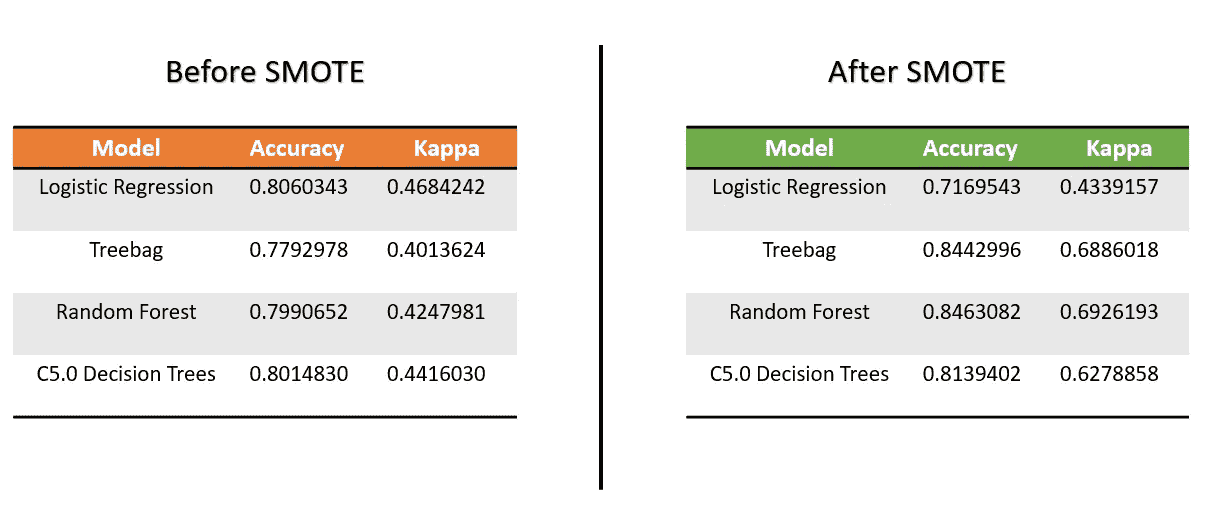 Before SMOTE
Model Accuracy Kappa
Logistic Regression 0.8060343 0.4684242
Treebag 0.7792978 0.4013624
Random Forest 0.7990652 0.4247981
C5.0 Decision Trees 0.8014830 0.4416030
After SMOTE
Model Accuracy Kappa
Logistic Regression 0.7169543 0.4339157
Treebag 0.8442996 0.6886018
Random Forest 0.8463082 0.6926193
C5.0 Decision Trees 0.8139402 0.6278858